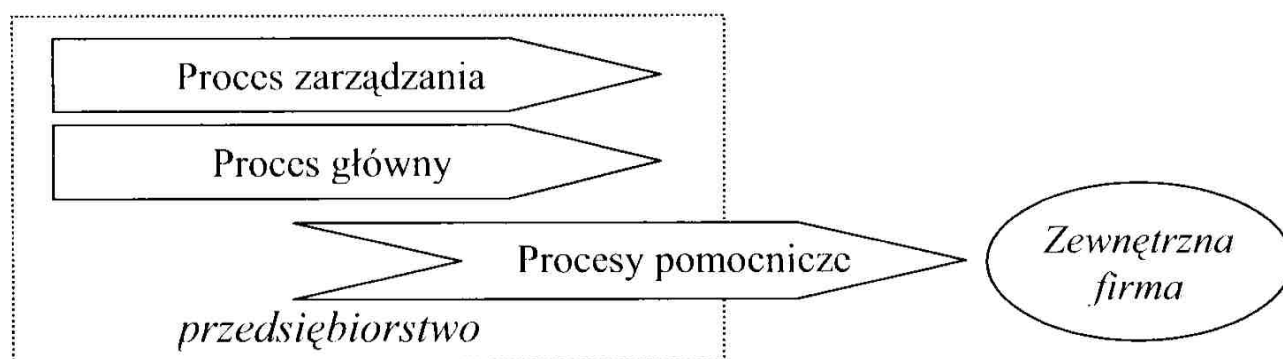 Proces zarządzania
Proces główny
Procesy pomocnicze
Zewnętrzna
firma
przedsiębiorstwo